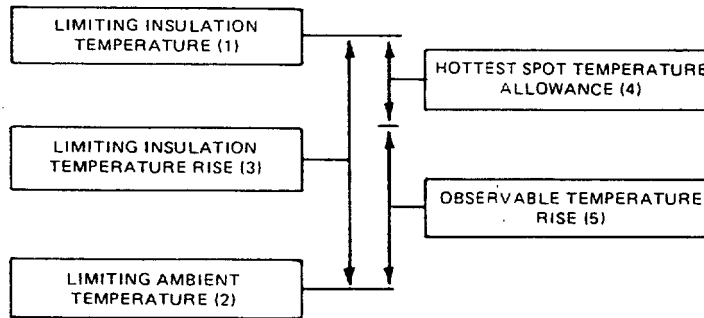 LIMITING INSULATION
TEMPERATURE (1)
HOTTEST SPOT TEMPERATURE
ALLOWANCE (4)
LIMITING INSULATION
TEMPERATURE RISE (3)
OBSERVABLE TEMPERATURE
RISE (5)
LIMITING AMBIENT
TEMPERATURE (2)